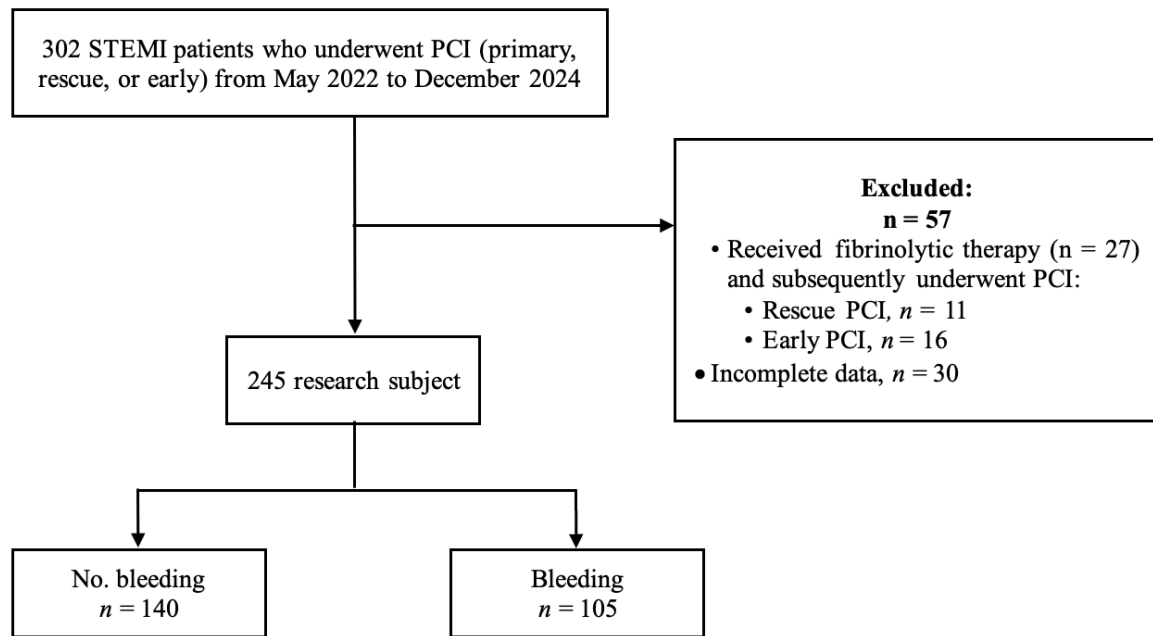 302 STEMI patients who underwent PCI (primary,
rescue, or early) from May 2022 to December 2024
Excluded:
n = 57
• Received fibrinolytic therapy (n = 27)
and subsequently underwent PCI:
• Rescue PCI, n = 11
• Early PCI, n = 16
• Incomplete data, n = 30
245 research subject
No. bleeding
n = 140
Bleeding
n = 105